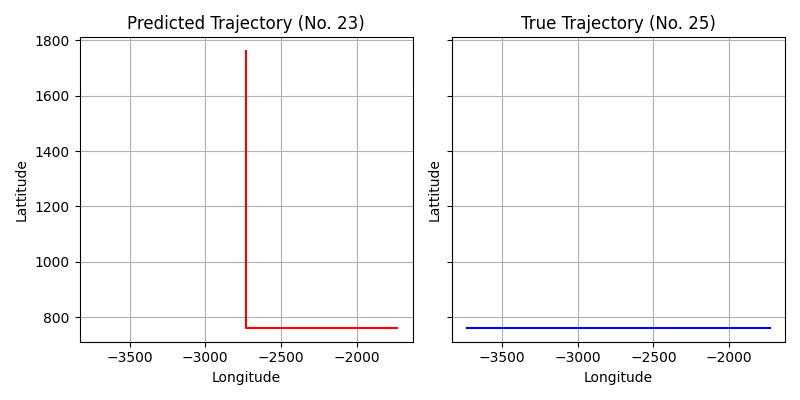 Predicted Trajectory (No. 23)
True Trajectory (No. 25)
1800
1600
1400
1200
1000
800
Lattitude
Lattitude
−3500
−3000
−2500
−2000
−3500
−3000
−2500
−2000
Longitude
Longitude